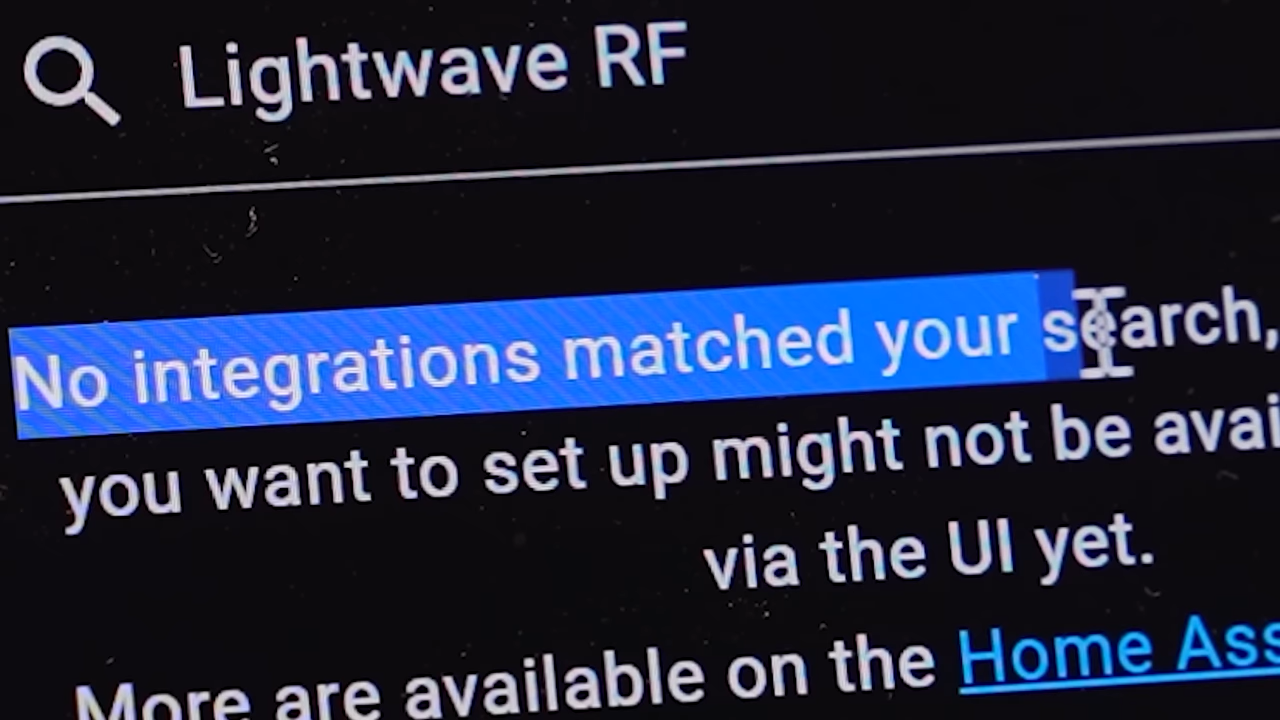 Lightwave RF
No integrations matched your search,
you want to set up might not be avai
via the UI yet.
More are available on the Home Ass